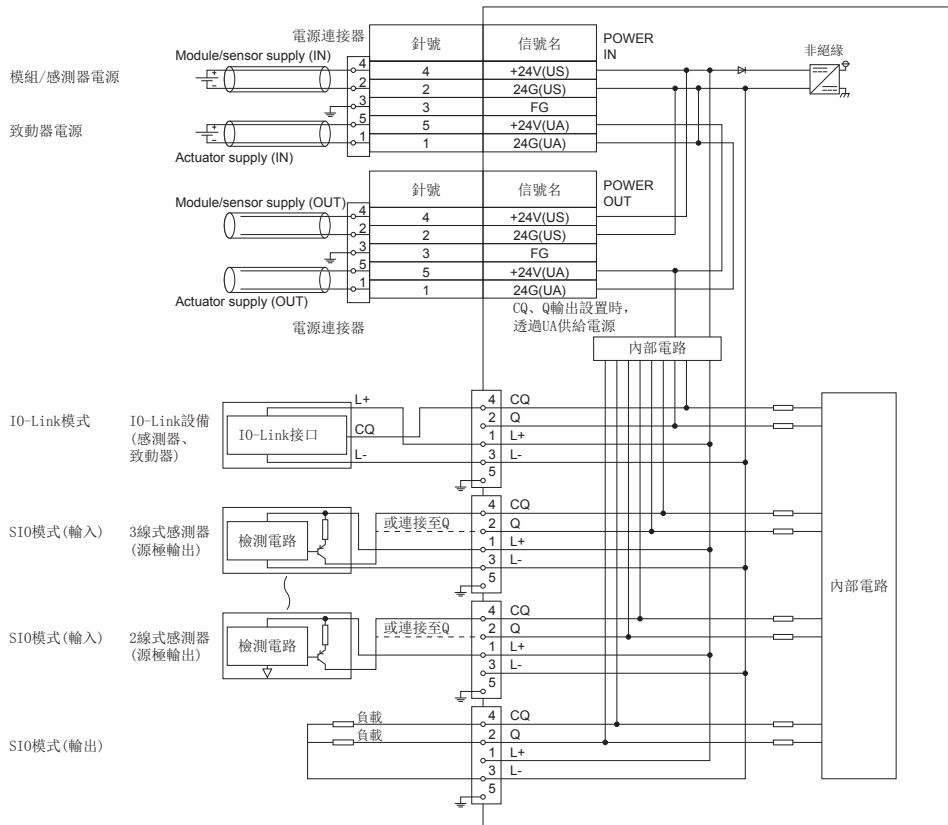 電源連接器
針號
信號名
POWER
IN
非絕緣
模組/感測器電源
Module/sensor supply (IN)
4
4
+24V(US)
2
2
24G(US)
3
3
FG
致動器電源
5
5
+24V(UA)
1
1
24G(UA)
Actuator supply (IN)
針號
信號名
POWER
OUT
Module/sensor supply (OUT)
4
4
+24V(US)
2
2
24G(US)
3
3
FG
5
5
+24V(UA)
1
1
24G(UA)
Actuator supply (OUT)
電源連接器
CQ、Q輸出設置時，
透過UA供給電源
內部電路
IO-Link模式
IO-Link設備
(感測器、
致動器)
IO-Link接口
L+
CQ
L-
4
CQ
2
Q
1
L+
3
L-
5
SIO模式(輸入)
3線式感測器
(源極輸出)
檢測電路
或連接至Q
4
CQ
2
Q
1
L+
3
L-
5
內部電路
SIO模式(輸入)
2線式感測器
(源極輸出)
檢測電路
或連接至Q
4
CQ
2
Q
1
L+
3
L-
5
SIO模式(輸出)
負載
負載
4
CQ
2
Q
1
L+
3
L-
5